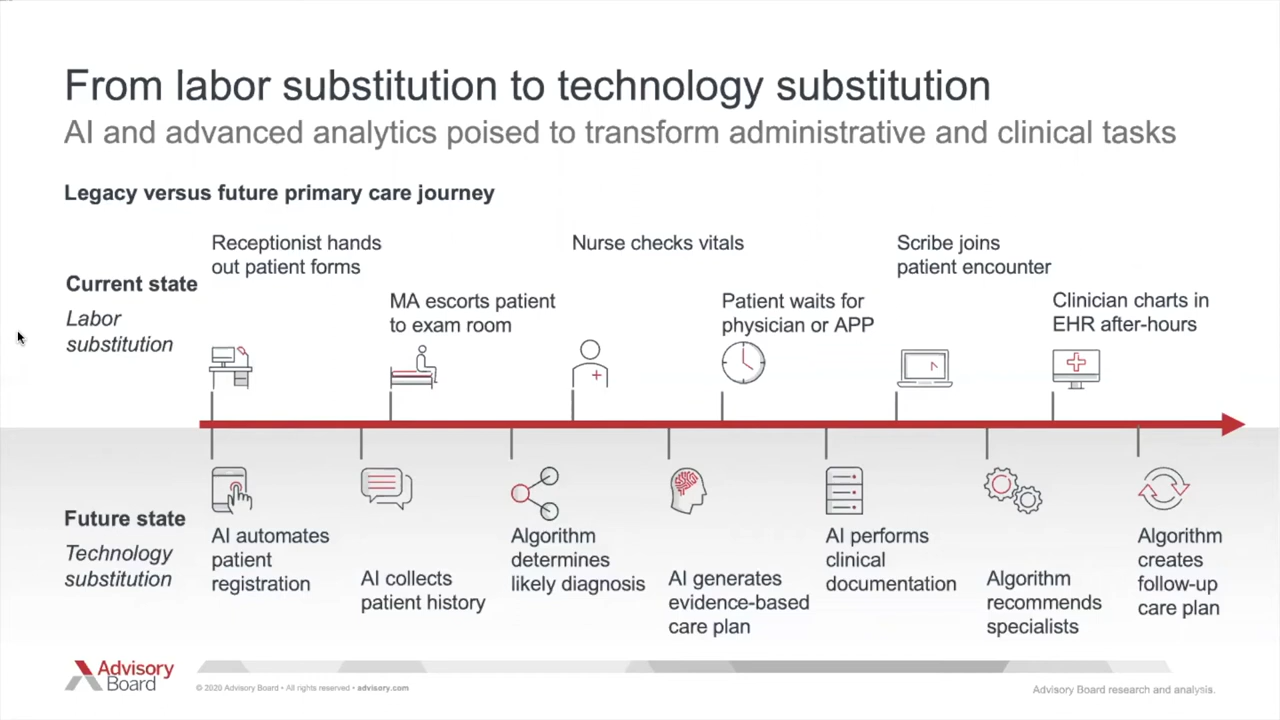 From labor substitution to technology substitution
AI and advanced analytics poised to transform administrative and clinical tasks
Legacy versus future primary care journey
Current state
Labor
substitution
Receptionist hands
out patient forms
MA escorts patient
to exam room
Nurse checks vitals
Patient waits for
physician or APP
Scribe joins
patient encounter
Clinician charts in
EHR after-hours
Future state
Technology
substitution
AI automates
patient
registration
AI collects
patient history
Algorithm
determines
likely diagnosis
AI generates
evidence-based
care plan
AI performs
clinical
documentation
Algorithm
recommends
specialists
Algorithm
creates
follow-up
care plan
Advisory
Board
© 2020 Advisory Board • All rights reserved • advisory.com
Advisory Board research and analysis.